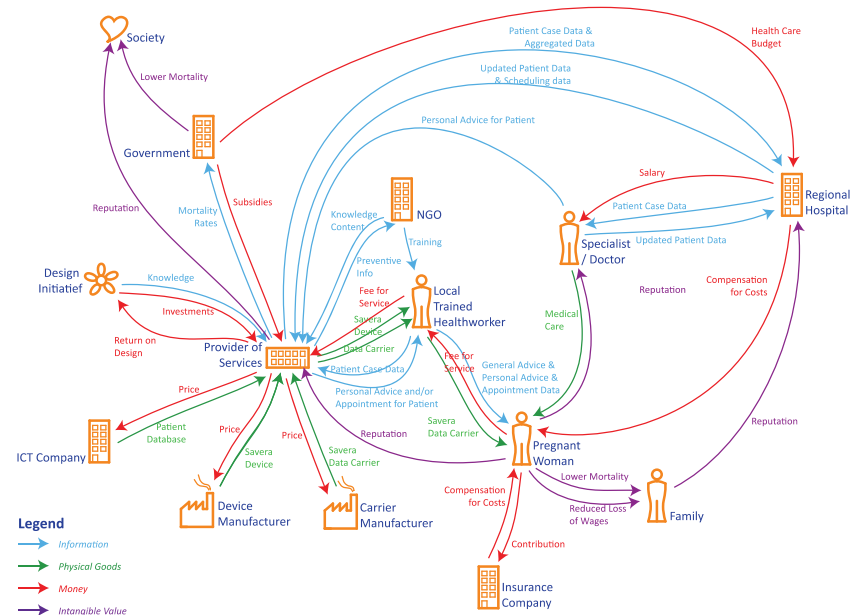 Society
Patient Case Data &
Aggregated Data
Health Care
Budget
Lower Mortality
Updated Patient Data
& Scheduling data
Personal Advice for Patient
Government
Salary
Regional
Hospital
Subsidies
Reputation
Mortality
Rates
Knowledge
Content
NGO
Patient Case Data
Training
Specialist
/ Doctor
Updated Patient Data
Preventive
Info
Design
Initiatief
Knowledge
Investments
Fee for
Service
Local
Trained
Healthworker
Reputation
Compensation
for Costs
Savera
Device
Medical
Care
Return on
Design
Provider of
Services
Data Carrier
Fee for
Service
Patient Case Data
General Advice &
Personal Advice &
Appointment Data
Price
Personal Advice and/or
Appointment for Patient
Patient
Database
Price
Price
Reputation
Savera
Data Carrier
Reputation
ICT Company
Savera
Device
Savera
Data Carrier
Pregnant
Woman
Lower Mortality
Compensation
for Costs
Reduced Loss
of Wages
Family
Device
Manufacturer
Carrier
Manufacturer
Contribution
Legend
Information
Physical Goods
Money
Intangible Value
Insurance
Company